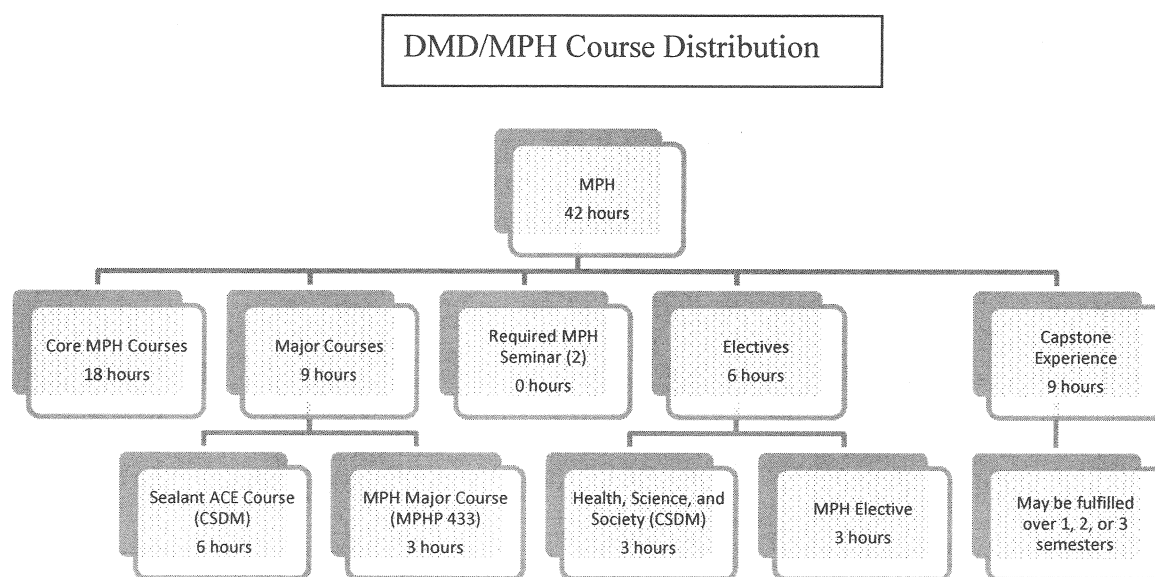 DMD/MPH Course Distribution
MPH
42 hours
Core MPH Courses
18 hours
Major Courses
9 hours
Required MPH
Seminar (2)
0 hours
Electives
6 hours
Capstone
Experience
9 hours
Sealant ACE Course
(CSDM)
6 hours
MPH Major Course
(MPHP 433)
3 hours
Health, Science, and
Society (CSDM)
3 hours
MPH Elective
3 hours
May be fulfilled
over 1, 2, or 3
semesters